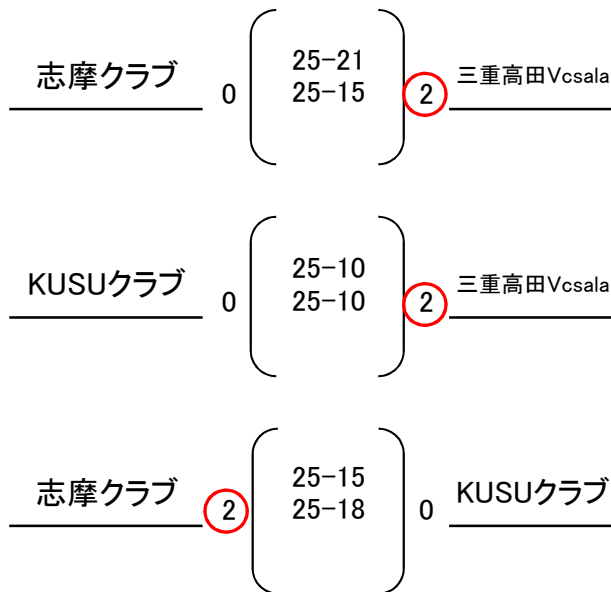 志摩クラブ 0 25-21 2 三重高田Vcsala
25-15
KUSUクラブ 0 25-10 2 三重高田Vcsala
25-10
志摩クラブ 2 25-15 0 KUSUクラブ
25-18